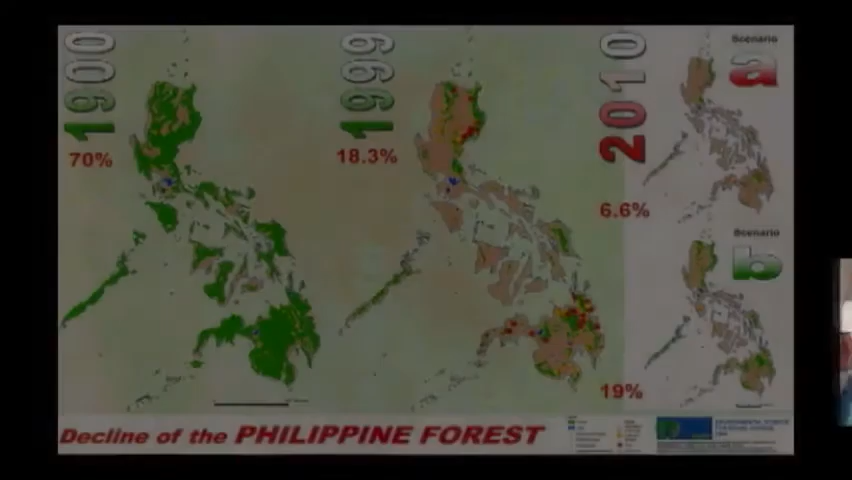 1900
70%
1999
18.3%
2010
Scenario
a
6.6%
Scenario
b
19%
Decline of the PHILIPPINE FOREST